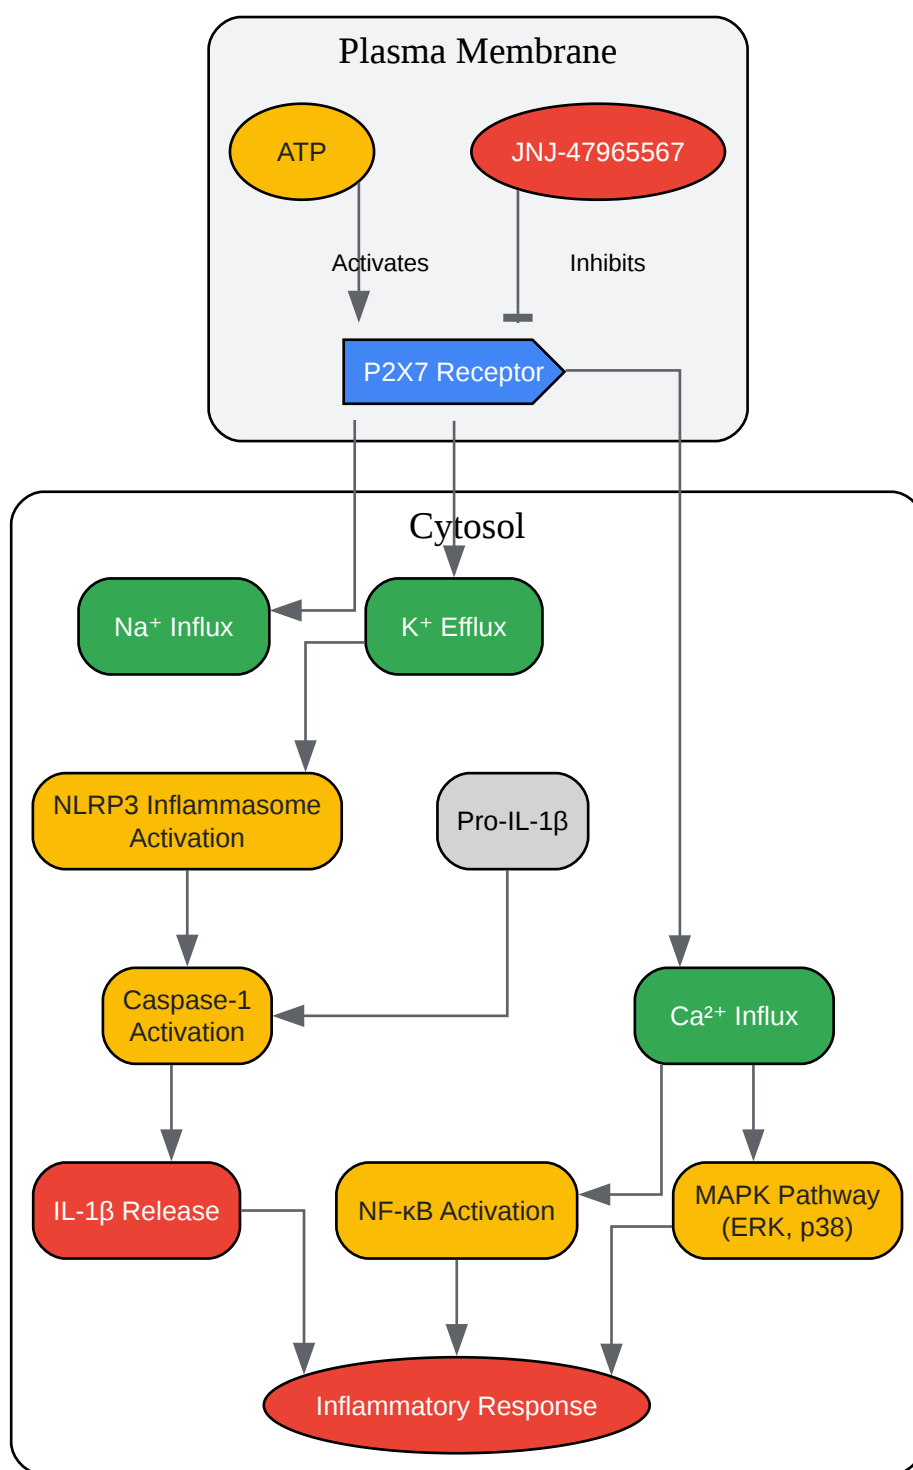 Plasma Membrane
ATP
JNJ-47965567
Activates
Inhibits
P2X7 Receptor
Cytosol
Na⁺ Influx
K⁺ Efflux
NLRP3 Inflammasome
Activation
Pro-IL-1β
Caspase-1
Activation
Ca²⁺ Influx
IL-1β Release
NF-κB Activation
MAPK Pathway
(ERK, p38)
Inflammatory Response